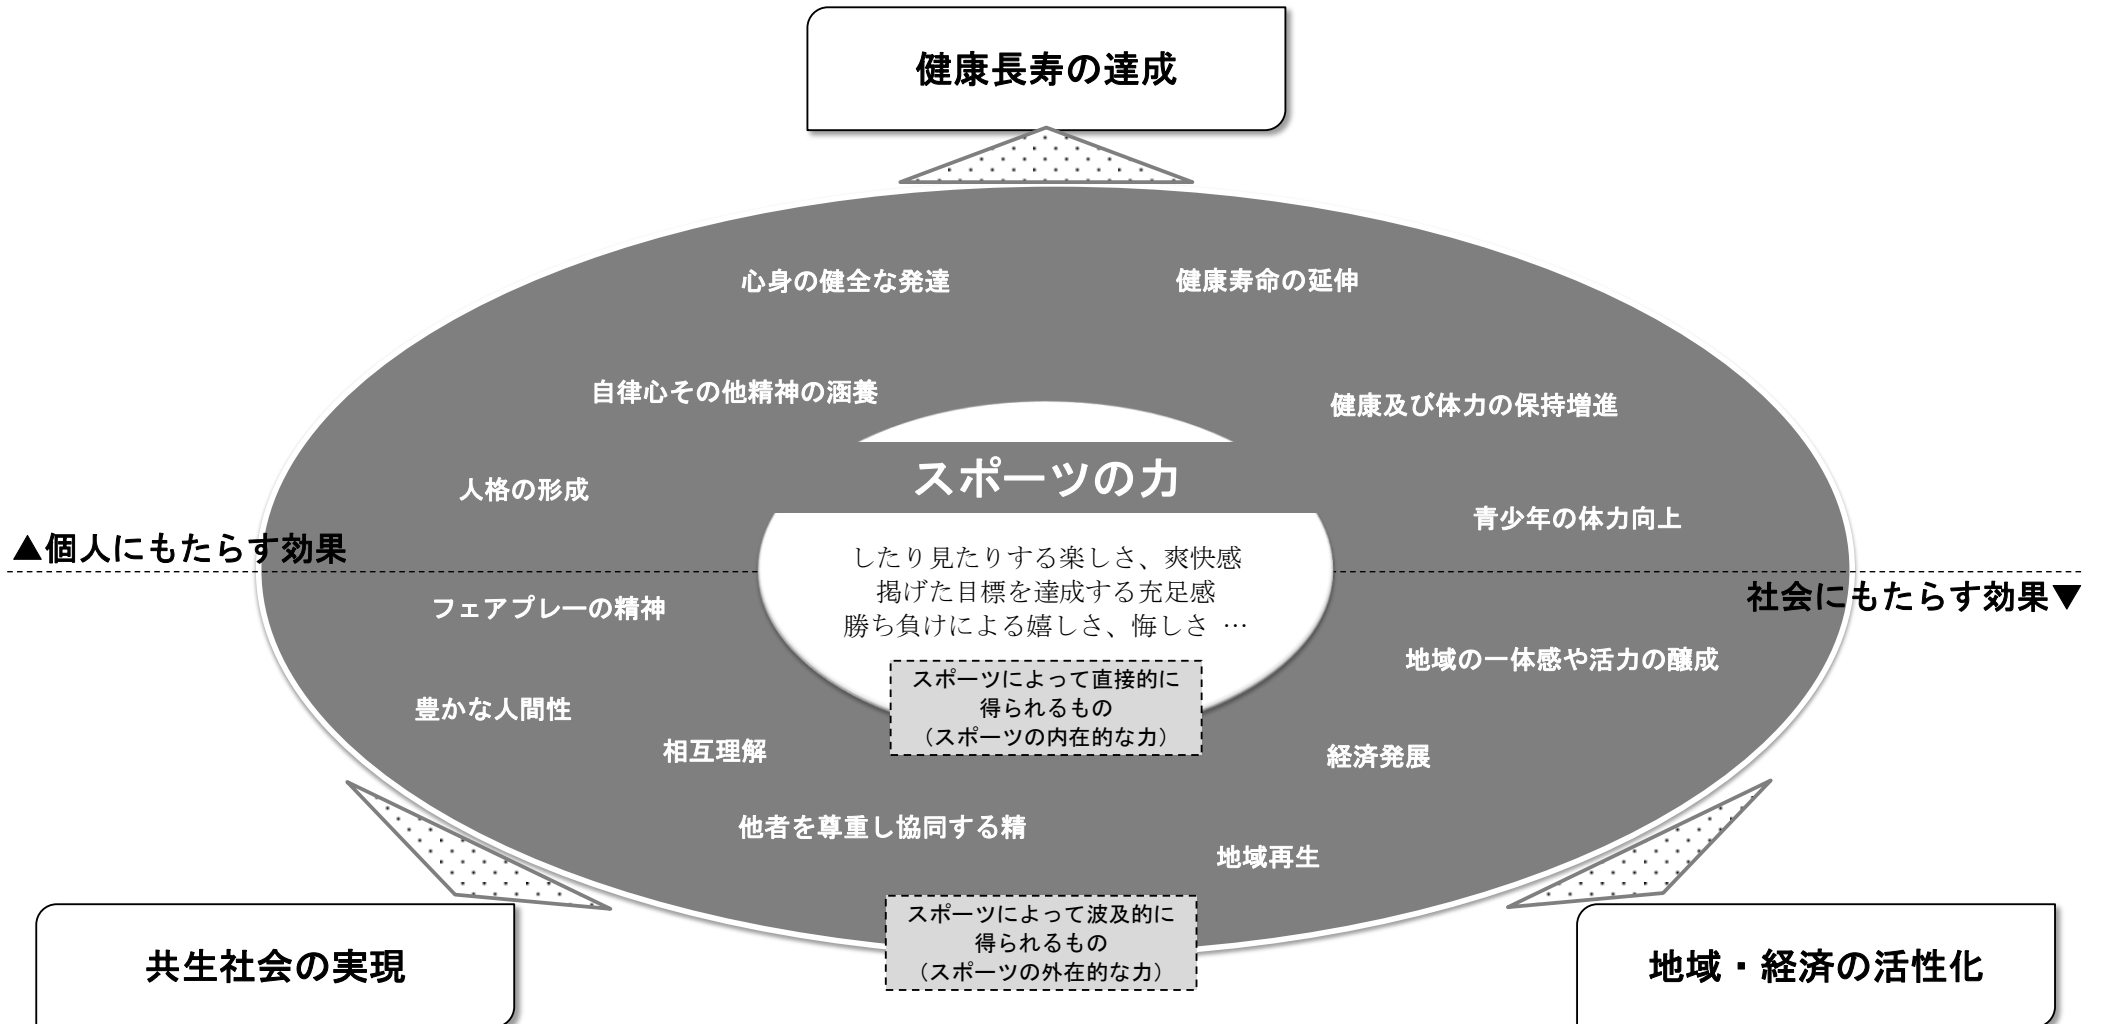 健康長寿の達成
心身の健全な発達
健康寿命の延伸
自律心その他精神の涵養
健康及び体力の保持増進
スポーツの力
人格の形成
青少年の体力向上
▲個人にもたらす効果
したり見たりする楽しさ、爽快感
掲げた目標を達成する充足感
勝ち負けによる嬉しさ、悔しさ …
社会にもたらす効果▼
フェアプレーの精神
地域の一体感や活力の醸成
スポーツによって直接的に
得られるもの
（スポーツの内在的な力）
豊かな人間性
相互理解
経済発展
他者を尊重し協同する精
地域再生
スポーツによって波及的に
得られるもの
（スポーツの外在的な力）
共生社会の実現
地域・経済の活性化